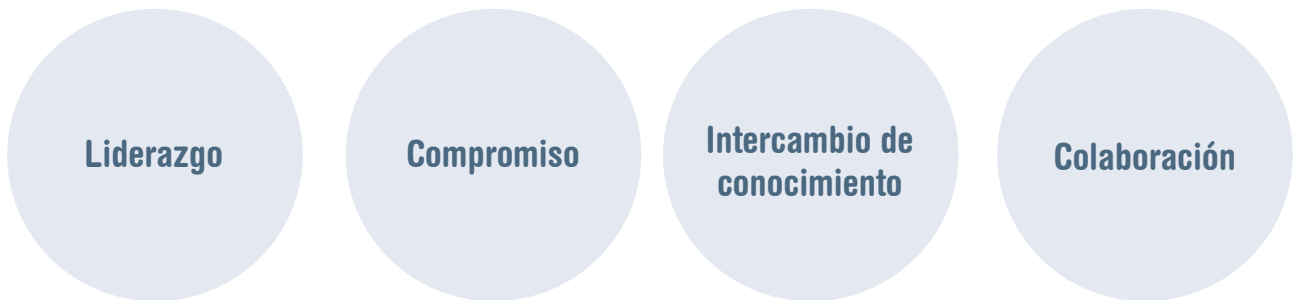 Liderazgo
Compromiso
Intercambio de
conocimiento
Colaboración